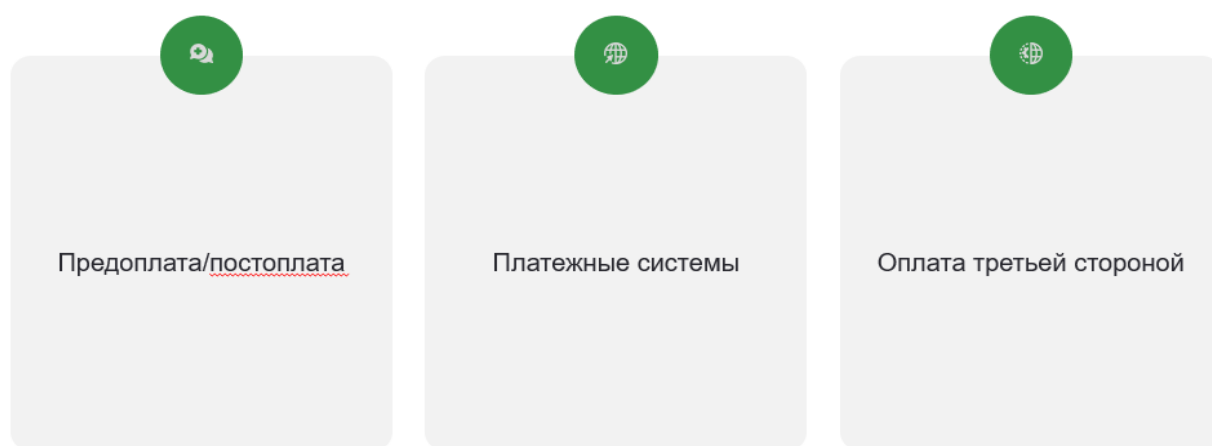 Предоплата/постоплата
Платежные системы
Оплата третьей стороной